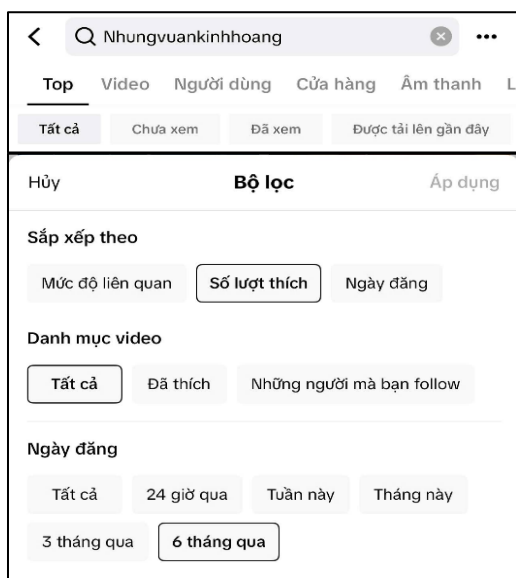 Nhungvuankinhhoang
Top Video Người dùng Cửa hàng Âm thanh L
Tất cả Chưa xem Đã xem Được tải lên gần đây
Hủy Bộ lọc Áp dụng
Sắp xếp theo
Mức độ liên quan Số lượt thích Ngày đăng
Danh mục video
Tất cả Đã thích Những người mà bạn follow
Ngày đăng
Tất cả 24 giờ qua Tuần này Tháng này
3 tháng qua 6 tháng qua